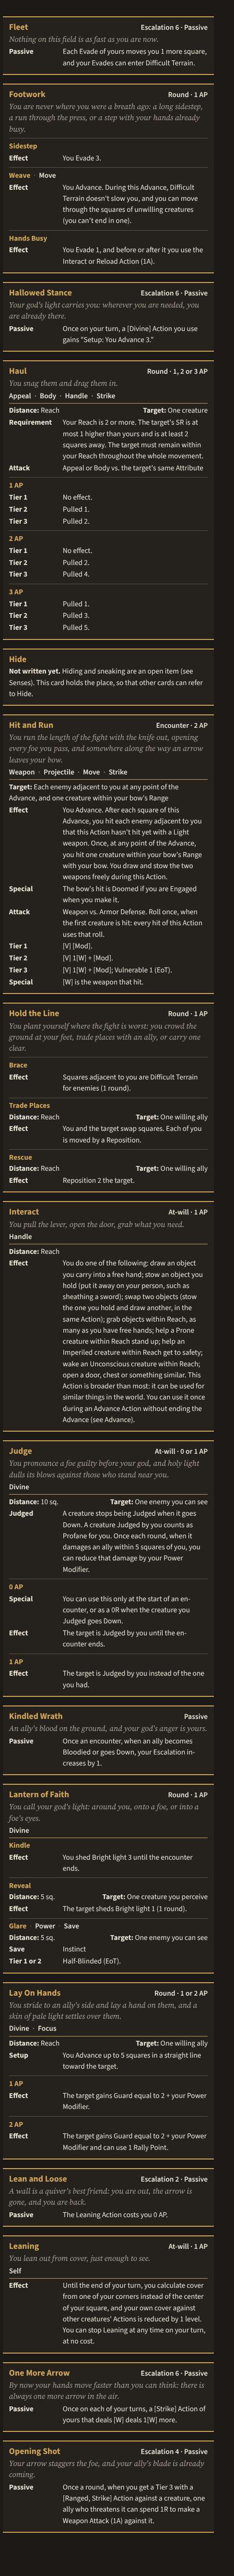 Fleet Escalation 6 · Passive
Nothing on this field is as fast as you are now.
Passive Each Evade of yours moves you 1 more square,
and your Evades can enter Difficult Terrain.
Footwork Round · 1 AP
You are never where you were a breath ago: a long sidestep,
a run through the press, or a step with your hands already
busy.
Sidestep
Effect You Evade 3.
Weave · Move
Effect You Advance. During this Advance, Difficult
Terrain doesn't slow you, and you can move
through the squares of unwilling creatures
(you can't end in one).
Hands Busy
Effect You Evade 1, and before or after it you use the
Interact or Reload Action (1A).
Hallowed Stance Escalation 6 · Passive
Your god's light carries you: wherever you are needed, you
are already there.
Passive Once on your turn, a [Divine] Action you use
gains "Setup: You Advance 3."
Haul Round · 1, 2 or 3 AP
You snag them and drag them in.
Appeal · Body · Handle · Strike
Distance: Reach Target: One creature
Requirement Your Reach is 2 or more. The target's SR is at
most 1 higher than yours and is at least 2
squares away. The target must remain within
your Reach throughout the whole movement.
Attack Appeal or Body vs. the target's same Attribute
1 AP
Tier 1 No effect.
Tier 2 Pulled 1.
Tier 3 Pulled 2.
2 AP
Tier 1 No effect.
Tier 2 Pulled 2.
Tier 3 Pulled 4.
3 AP
Tier 1 Pulled 1.
Tier 2 Pulled 3.
Tier 3 Pulled 5.
Hide
Not written yet. Hiding and sneaking are an open item (see
Senses). This card holds the place, so that other cards can refer
to Hide.
Hit and Run Encounter · 2 AP
You run the length of the fight with the knife out, opening
every foe you pass, and somewhere along the way an arrow
leaves your bow.
Weapon · Projectile · Move · Strike
Target: Each enemy adjacent to you at any point of the
Advance, and one creature within your bow's Range
Effect You Advance. After each square of this
Advance, you hit each enemy adjacent to you
that this Action hasn't hit yet with a Light
weapon. Once, at any point of the Advance,
you hit one creature within your bow's Range
with your bow. You draw and stow the two
weapons freely during this Action.
Special The bow's hit is Doomed if you are Engaged
when you make it.
Attack Weapon vs. Armor Defense. Roll once, when
the first creature is hit: every hit of this Action
uses that roll.
Tier 1 [V] [Mod].
Tier 2 [V] 1[W] + [Mod].
Tier 3 [V] 1[W] + [Mod]; Vulnerable 1 (EoT).
Special [W] is the weapon that hit.
Hold the Line Round · 1 AP
You plant yourself where the fight is worst: you crowd the
ground at your feet, trade places with an ally, or carry one
clear.
Brace
Effect Squares adjacent to you are Difficult Terrain
for enemies (1 round).
Trade Places
Distance: Reach Target: One willing ally
Effect You and the target swap squares. Each of you
is moved by a Reposition.
Rescue
Distance: Reach Target: One willing ally
Effect Reposition 2 the target.
Interact At-will · 1 AP
You pull the lever, open the door, grab what you need.
Handle
Distance: Reach
Effect You do one of the following: draw an object
you carry into a free hand; stow an object you
hold (put it in your possession, such as
sheathing a sword); swap two objects (stow
the one you hold and draw another, in the
same Action); grab objects within Reach, as
many as you have free hands; help a Prone
creature within Reach stand up; help an
Imperiled creature within Reach get to safety;
wake an Unconscious creature within Reach;
open a door, chest or something similar. This
Action is broader than most: it can be used for
similar things in the world. You can use it once
during an Advance Action without ending the
Advance (see Advance).
Judge At-will · 0 or 1 AP
You pronounce a foe guilty before your god, and holy light
dulls its blows against those who stand near you.
Divine
Distance: 10 sq. Target: One enemy you can see
Judged A creature stops being Judged when it goes
Down. A creature Judged by you counts as
Profane for you. Once each round, when it
damages an ally within 5 squares of you, you
can reduce that damage by your Power
Modifier.
0 AP
Special You can use this only at the start of an en-
counter, or as a 0R when the creature you
Judged goes Down.
Effect The target is Judged by you until the en-
counter ends.
1 AP
Effect The target is Judged by you instead of the one
you had.
Kindled Wrath Passive
An ally's blood on the ground, and your god's anger is yours.
Passive Once an encounter, when an ally becomes
Bloodied or goes Down, your Escalation in-
creases by 1.
Lantern of Faith Round · 1 AP
You call your god's light: around you, onto a foe, or into a
foe's eyes.
Divine
Kindle
Effect You shed Bright light 3 until the encounter
ends.
Reveal
Distance: 5 sq. Target: One creature you perceive
Effect The target sheds Bright light 1 (1 round).
Glare · Power · Save
Distance: 5 sq. Target: One enemy you can see
Save Instinct
Tier 1 or 2 Half-Blinded (EoT).
Lay On Hands Round · 1 or 2 AP
You stride to an ally's side and lay a hand on them, and a
skin of pale light settles over them.
Divine · Focus
Distance: Reach Target: One willing ally
Setup You Advance up to 5 squares in a straight line
toward the target.
1 AP
Effect The target gains Guard equal to 2 + your Power
Modifier.
2 AP
Effect The target gains Guard equal to 2 + your Power
Modifier and can use 1 Rally Point.
Lean and Loose Escalation 2 · Passive
A wall is a quiver's best friend: you are out, the arrow is
gone, and you are back.
Passive The Leaning Action costs you 0 AP.
Leaning At-will · 1 AP
You lean out from cover, just enough to see.
Self
Effect Until the end of your turn, you calculate cover
from one of your corners instead of the center
of your square, and your own cover against
other creatures' Actions is reduced by 1 level.
You can stop Leaning at any time on your turn,
at no cost.
One More Arrow Escalation 6 · Passive
By now your hands move faster than you can think: there is
always one more arrow in the air.
Passive Once on each of your turns, a [Strike] Action of
yours that deals [W] deals 1[W] more.
Opening Shot Escalation 4 · Passive
Your arrow staggers the foe, and your ally's blade is already
coming.
Passive Once a round, when you get a Tier 3 with a
[Ranged, Strike] Action against a creature, one
ally who threatens it can spend 1R to make a
Weapon Attack (1A) against it.